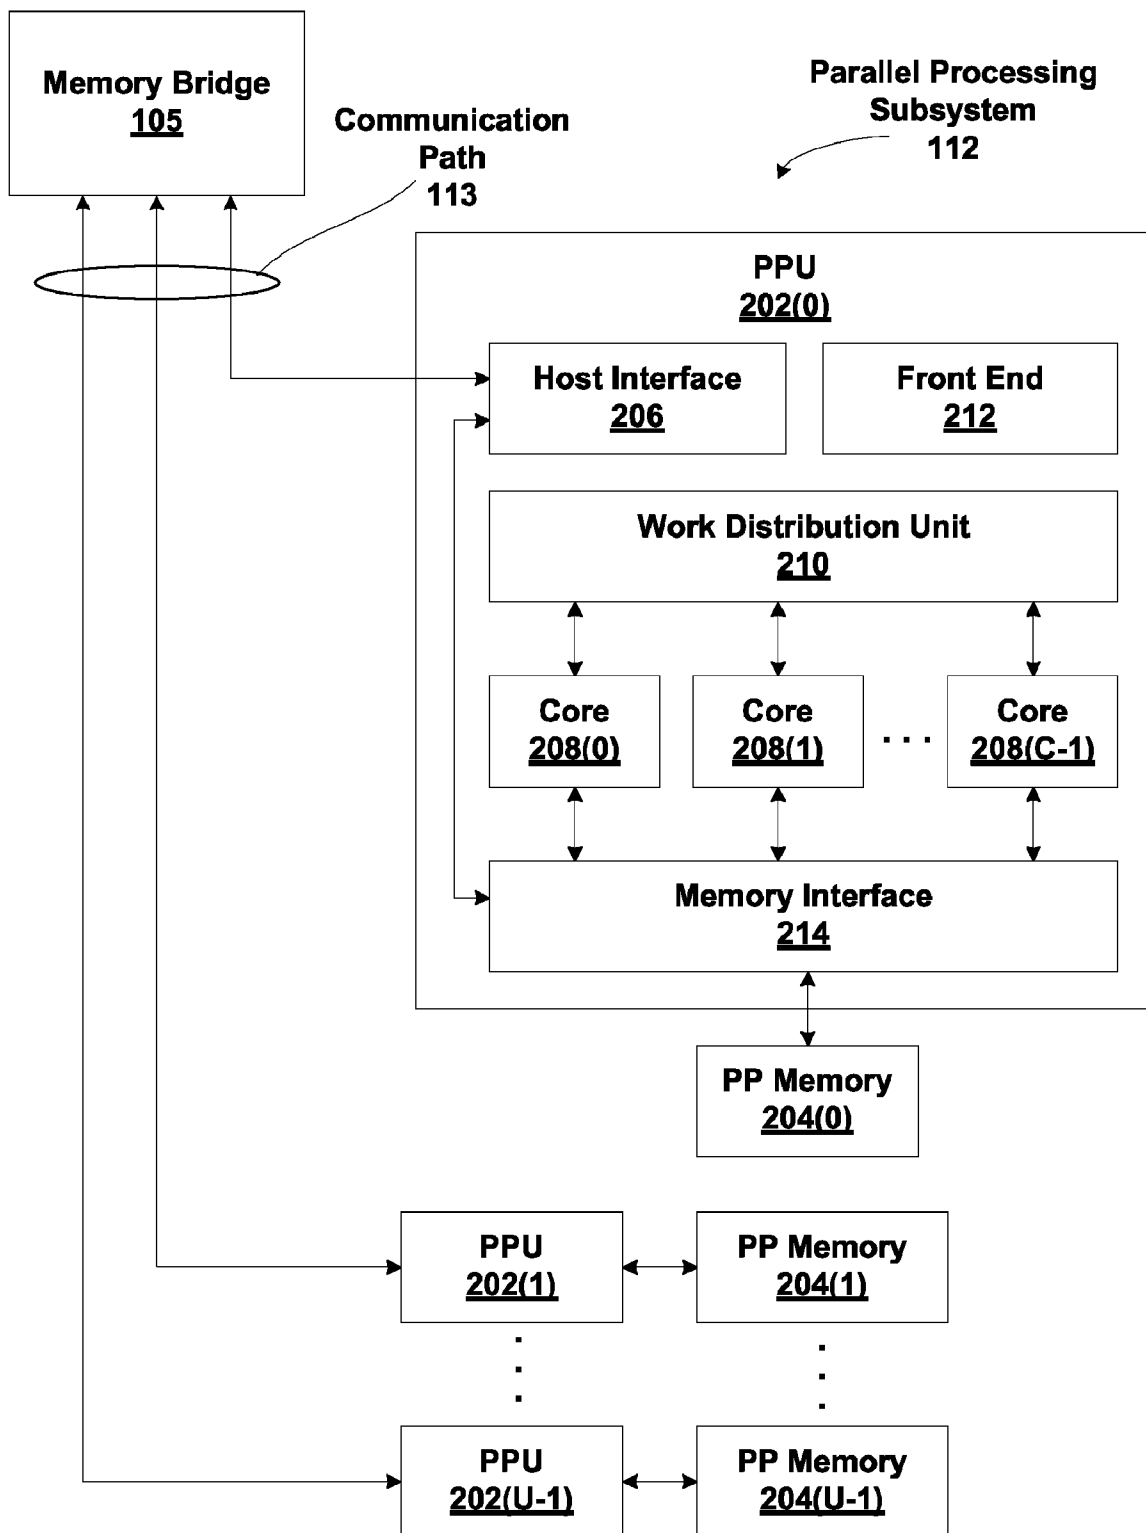 Memory Bridge
105
Communication
Path
113
Parallel Processing
Subsystem
112
PPU
202(0)
Host Interface
206
Front End
212
Work Distribution Unit
210
Core
208(0)
Core
208(1)
. . .
Core
208(C-1)
Memory Interface
214
PP Memory
204(0)
PPU
202(1)
PP Memory
204(1)
PPU
202(U-1)
PP Memory
204(U-1)